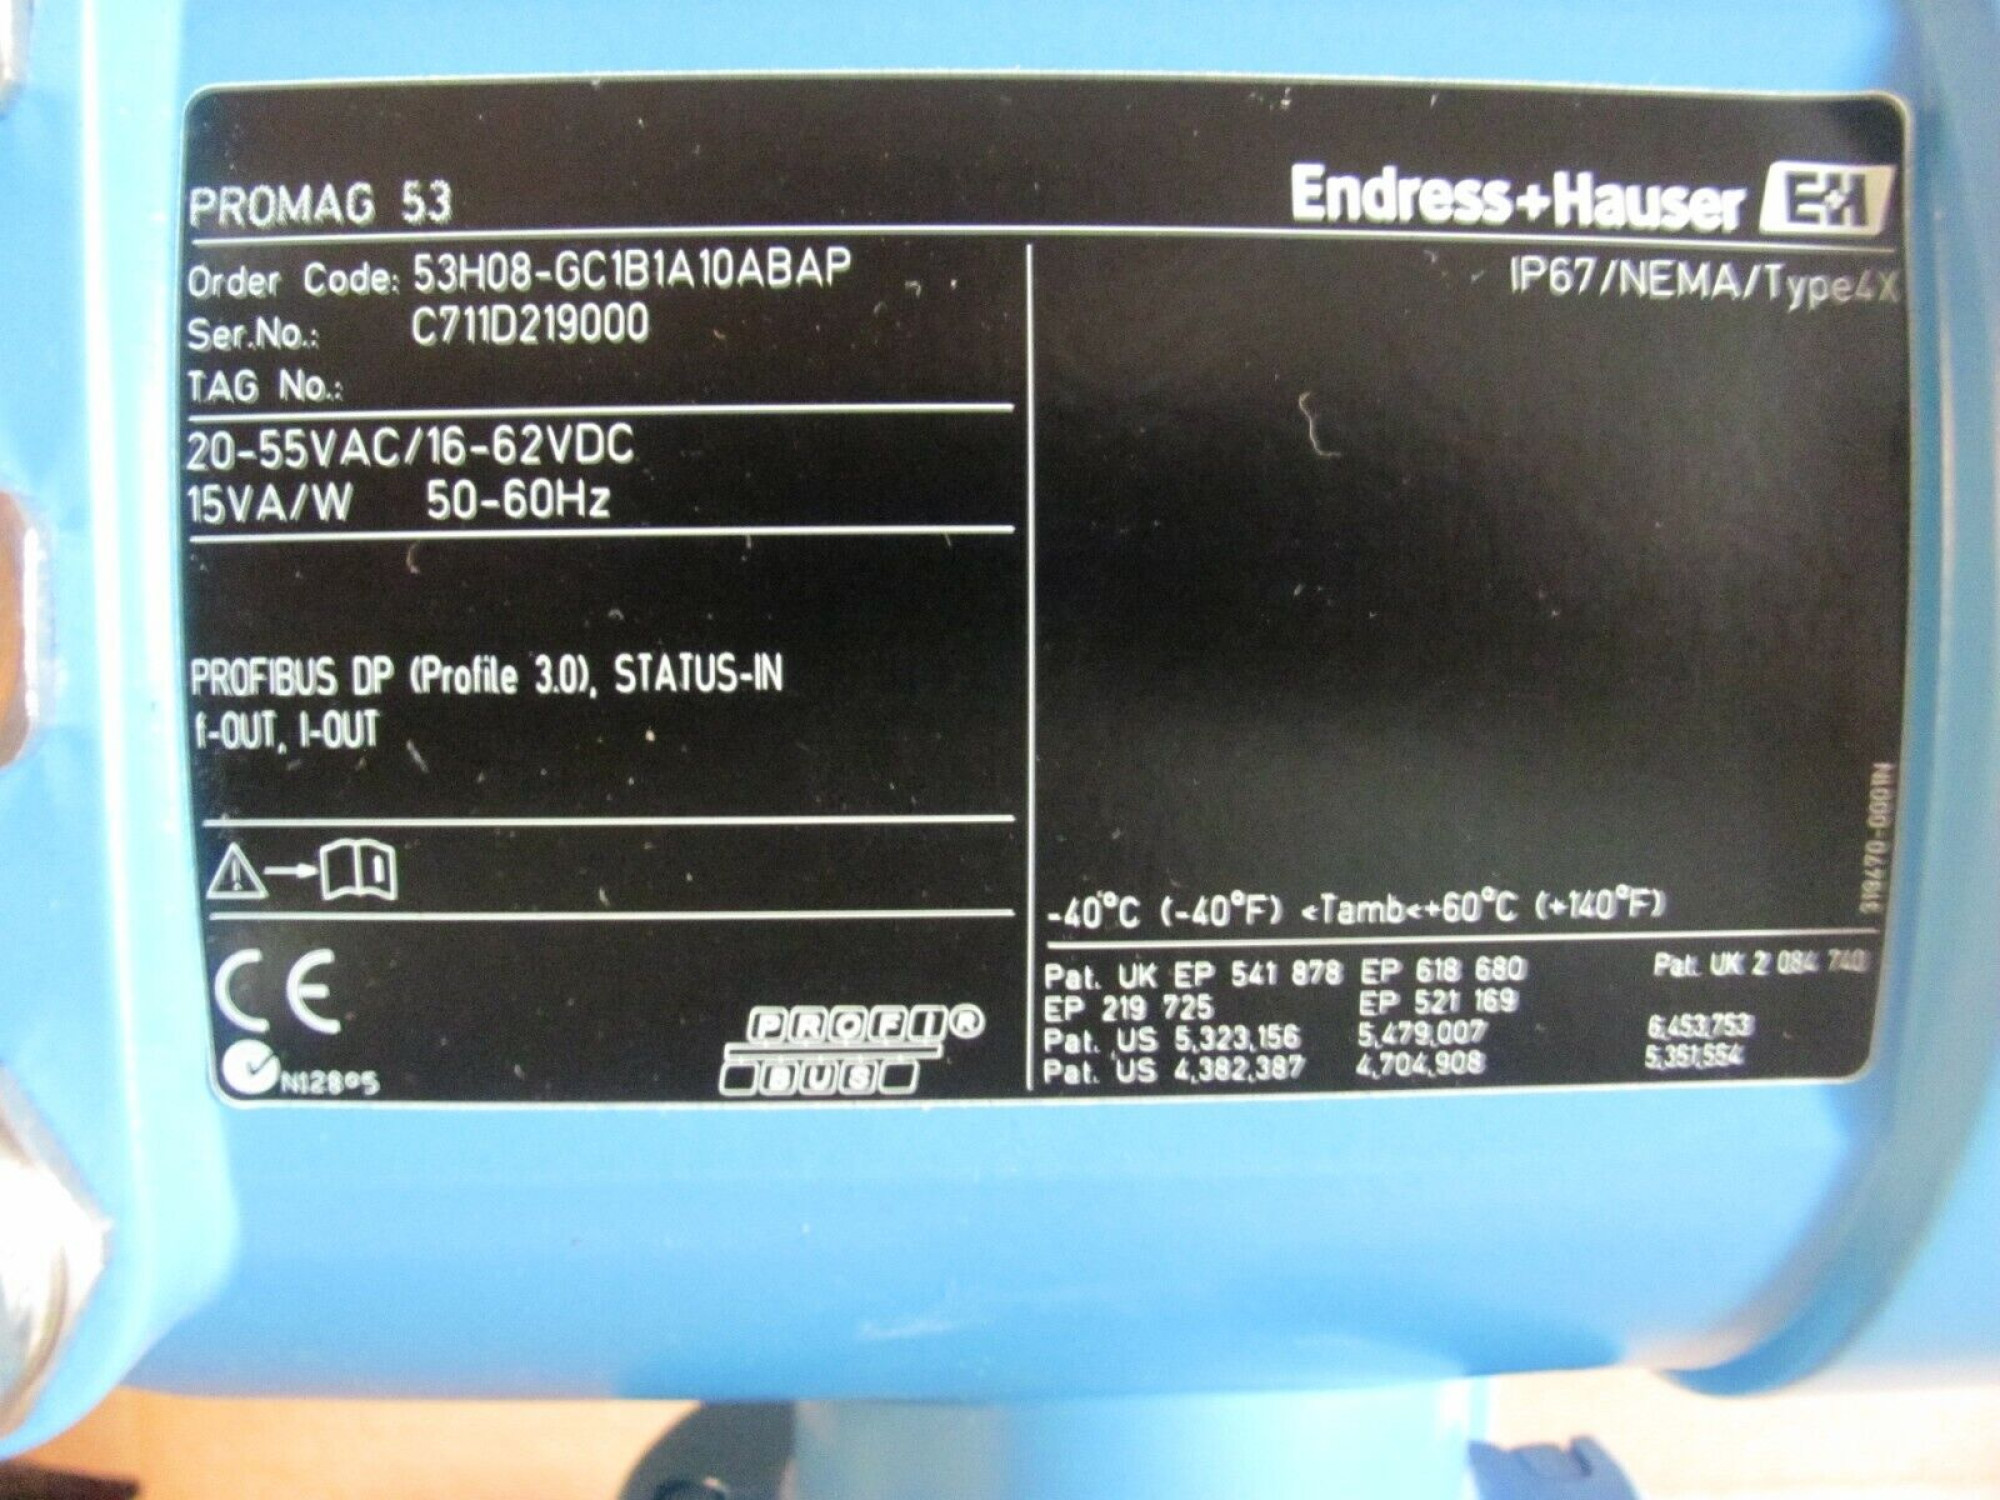 PROMAG 53
Endress+Hauser E+H
Order Code: 53H08-GC1B1A10ABAP
Ser.No.: C711D219000
TAG No.:
20-55VAC/16-62VDC
15VA/W 50-60Hz
PROFIBUS DP (Profile 3.0), STATUS-IN
f-OUT, I-OUT
CE
N12895
PROFI®
BUS
IP67/NEMA/Type4X
319470-0001N
-40°C (-40°F) <Tamb<+60°C (+140°F)
Pat. UK EP 541 878 EP 618 680 Pat. UK 2 084 740
EP 219 725 EP 521 169
Pat. US 5,323,156 5,479,007 6,453,753
Pat. US 4,382,387 4,704,908 5,351,554